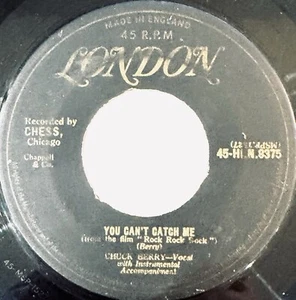 MADE IN ENGLAND
45 R.P.M
LONDON
Recorded by
CHESS,
Chicago
Chappell
& Co.
45-HLN.8375
YOU CAN'T CATCH ME
(from the film "Rock Rock Rock")
(Berry)
CHUCK BERRY—Vocal
with Instrumental
Accompaniment